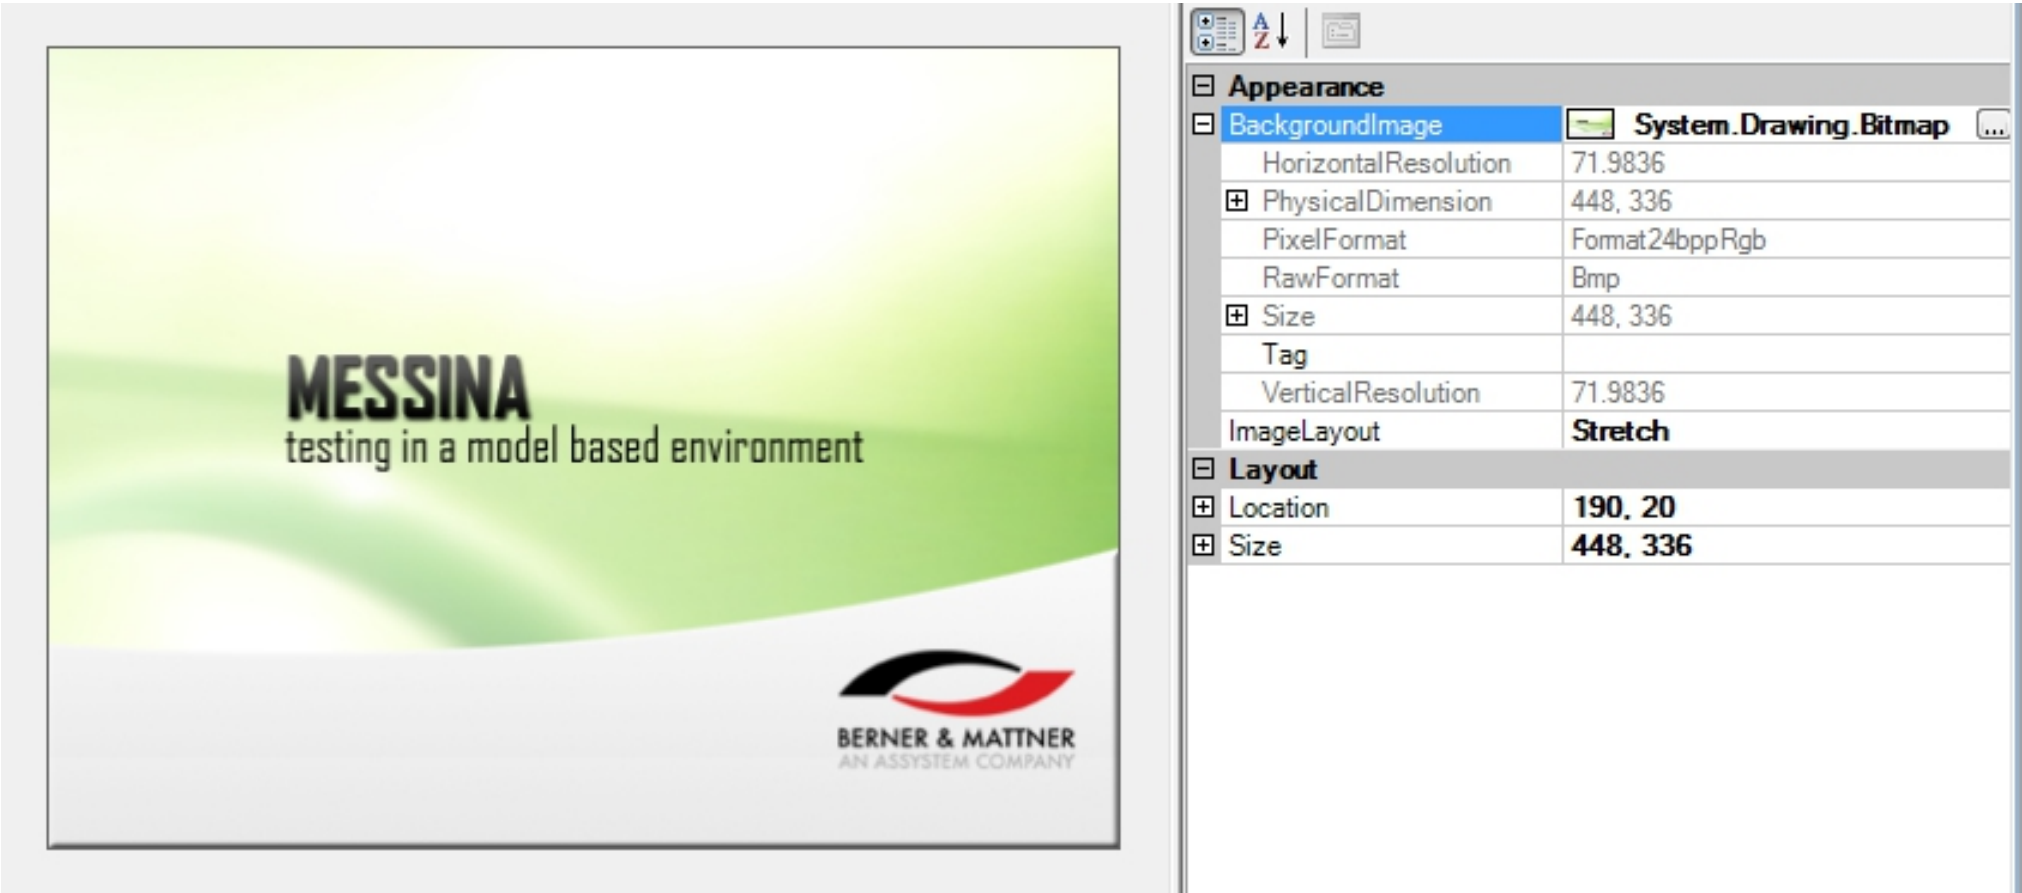 MESSINA
testing in a model based environment
BERNER & MATTNER
AN ASSYSTEM COMPANY
A
Z
Appearance
BackgroundImage System.Drawing.Bitmap ...
HorizontalResolution 71.9836
PhysicalDimension 448, 336
PixelFormat Format24bppRgb
RawFormat Bmp
Size 448, 336
Tag
VerticalResolution 71.9836
ImageLayout Stretch
Layout
Location 190, 20
Size 448, 336